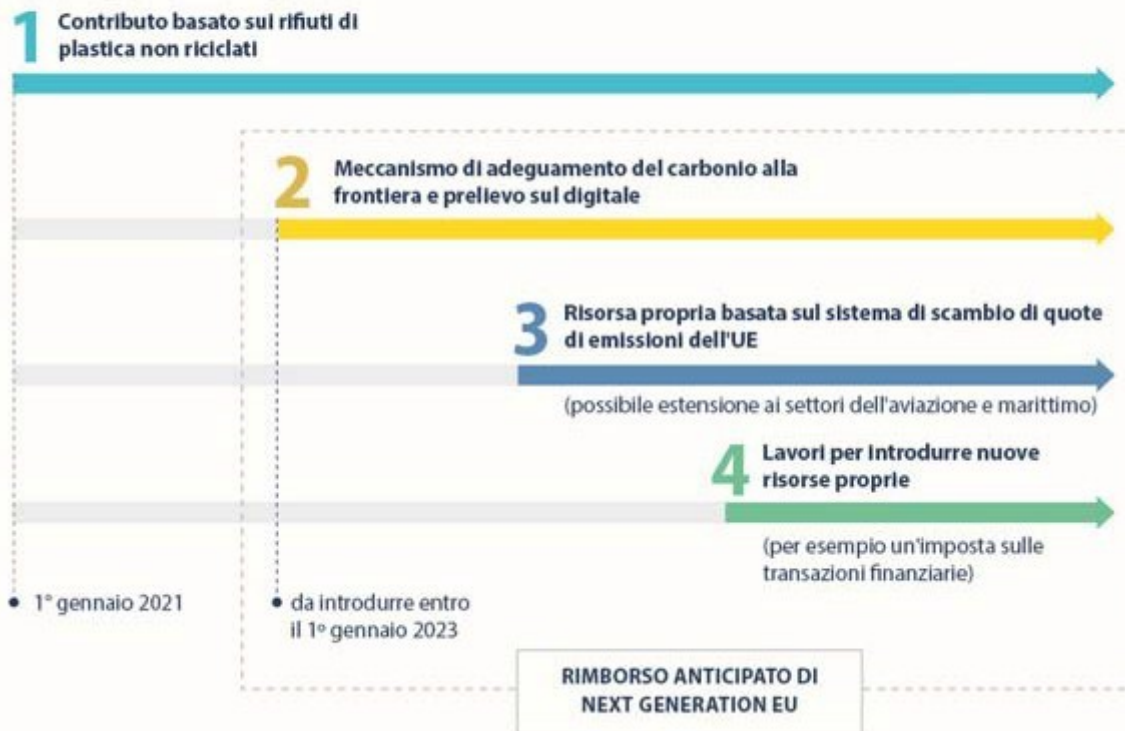 1
Contributo basato sui rifiuti di
plastica non riciclati
2
Meccanismo di adeguamento del carbonio alla
frontiera e prelievo sul digitale
3
Risorsa propria basata sul sistema di scambio di quote
di emissioni dell'UE
(possibile estensione ai settori dell'aviazione e marittimo)
4
Lavori per introdurre nuove
risorse proprie
(per esempio un'imposta sulle
transazioni finanziarie)
1° gennaio 2021
da introdurre entro
il 1º gennaio 2023
RIMBORSO ANTICIPATO DI
NEXT GENERATION EU